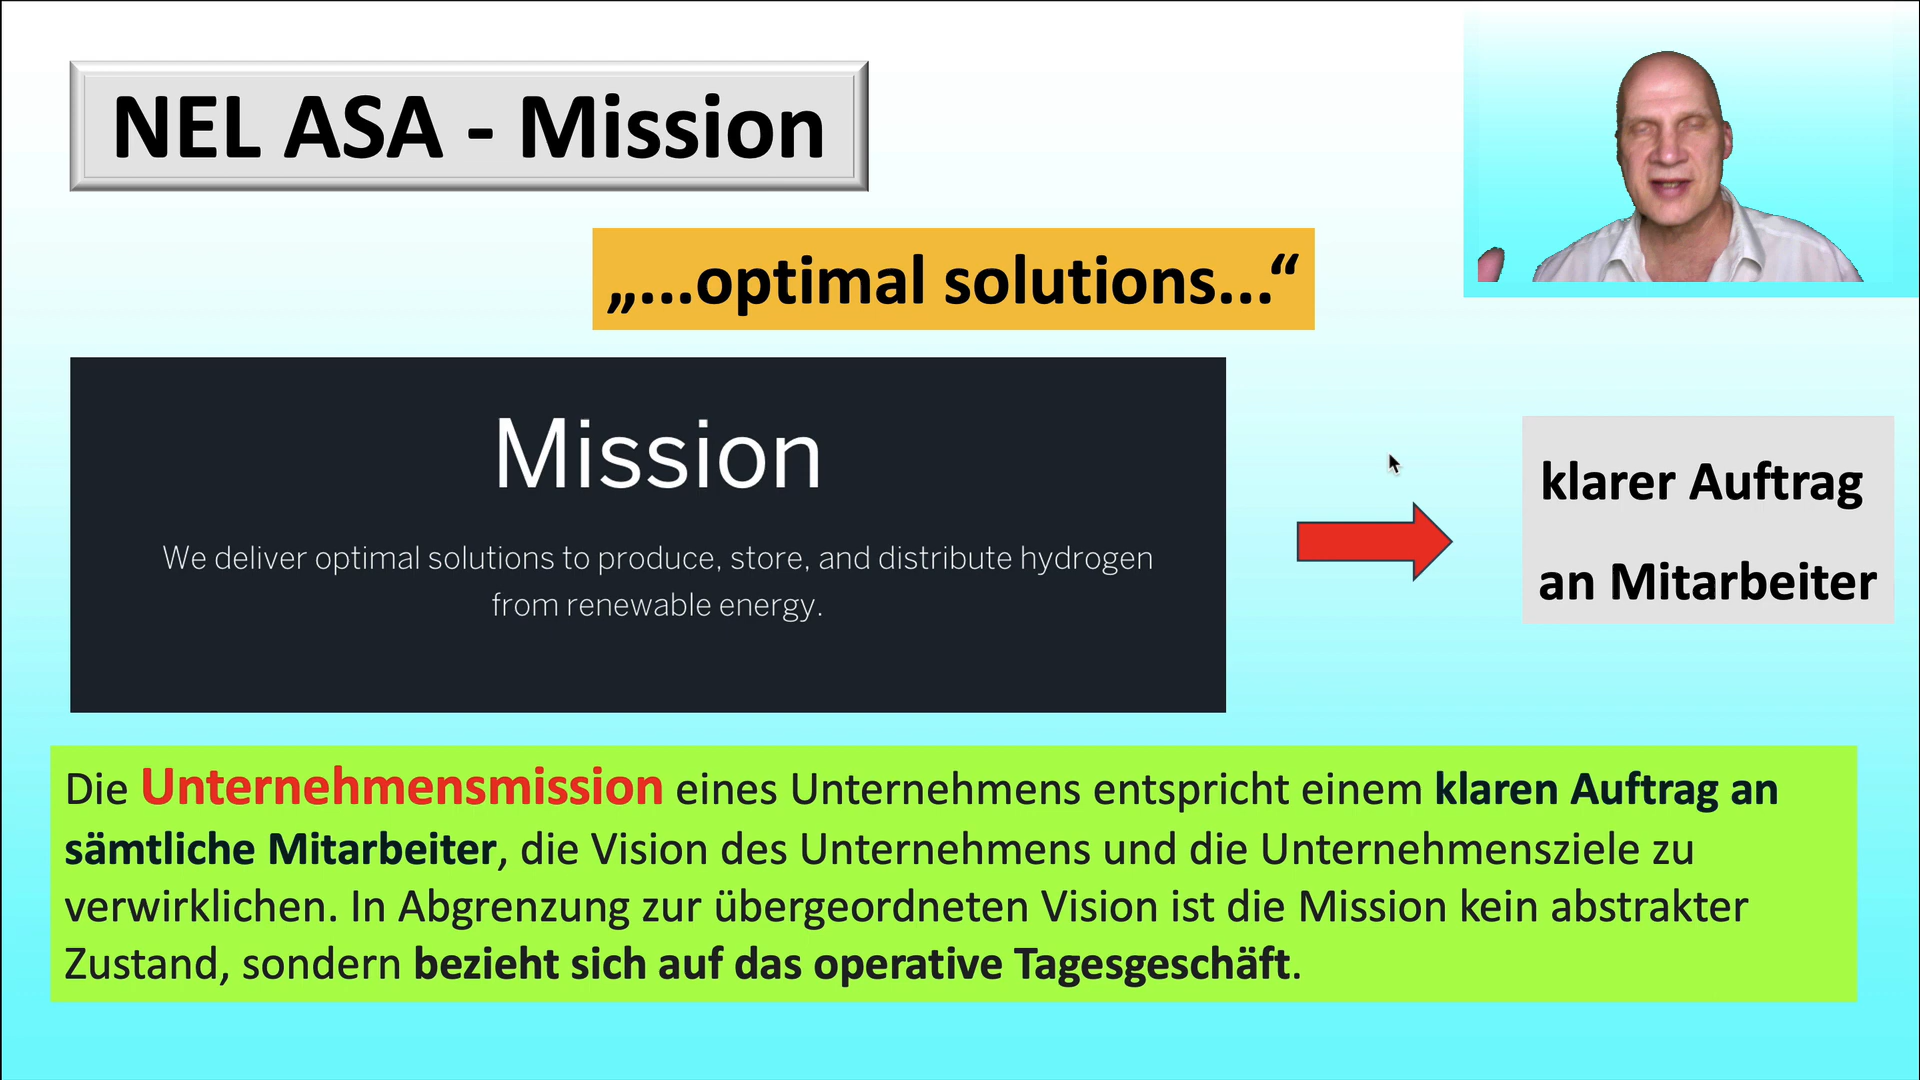 NEL ASA - Mission
„...optimal solutions...“
Mission
We deliver optimal solutions to produce, store, and distribute hydrogen
from renewable energy.
klarer Auftrag
an Mitarbeiter
Die Unternehmensmission eines Unternehmens entspricht einem klaren Auftrag an
sämtliche Mitarbeiter, die Vision des Unternehmens und die Unternehmensziele zu
verwirklichen. In Abgrenzung zur übergeordneten Vision ist die Mission kein abstrakter
Zustand, sondern bezieht sich auf das operative Tagesgeschäft.